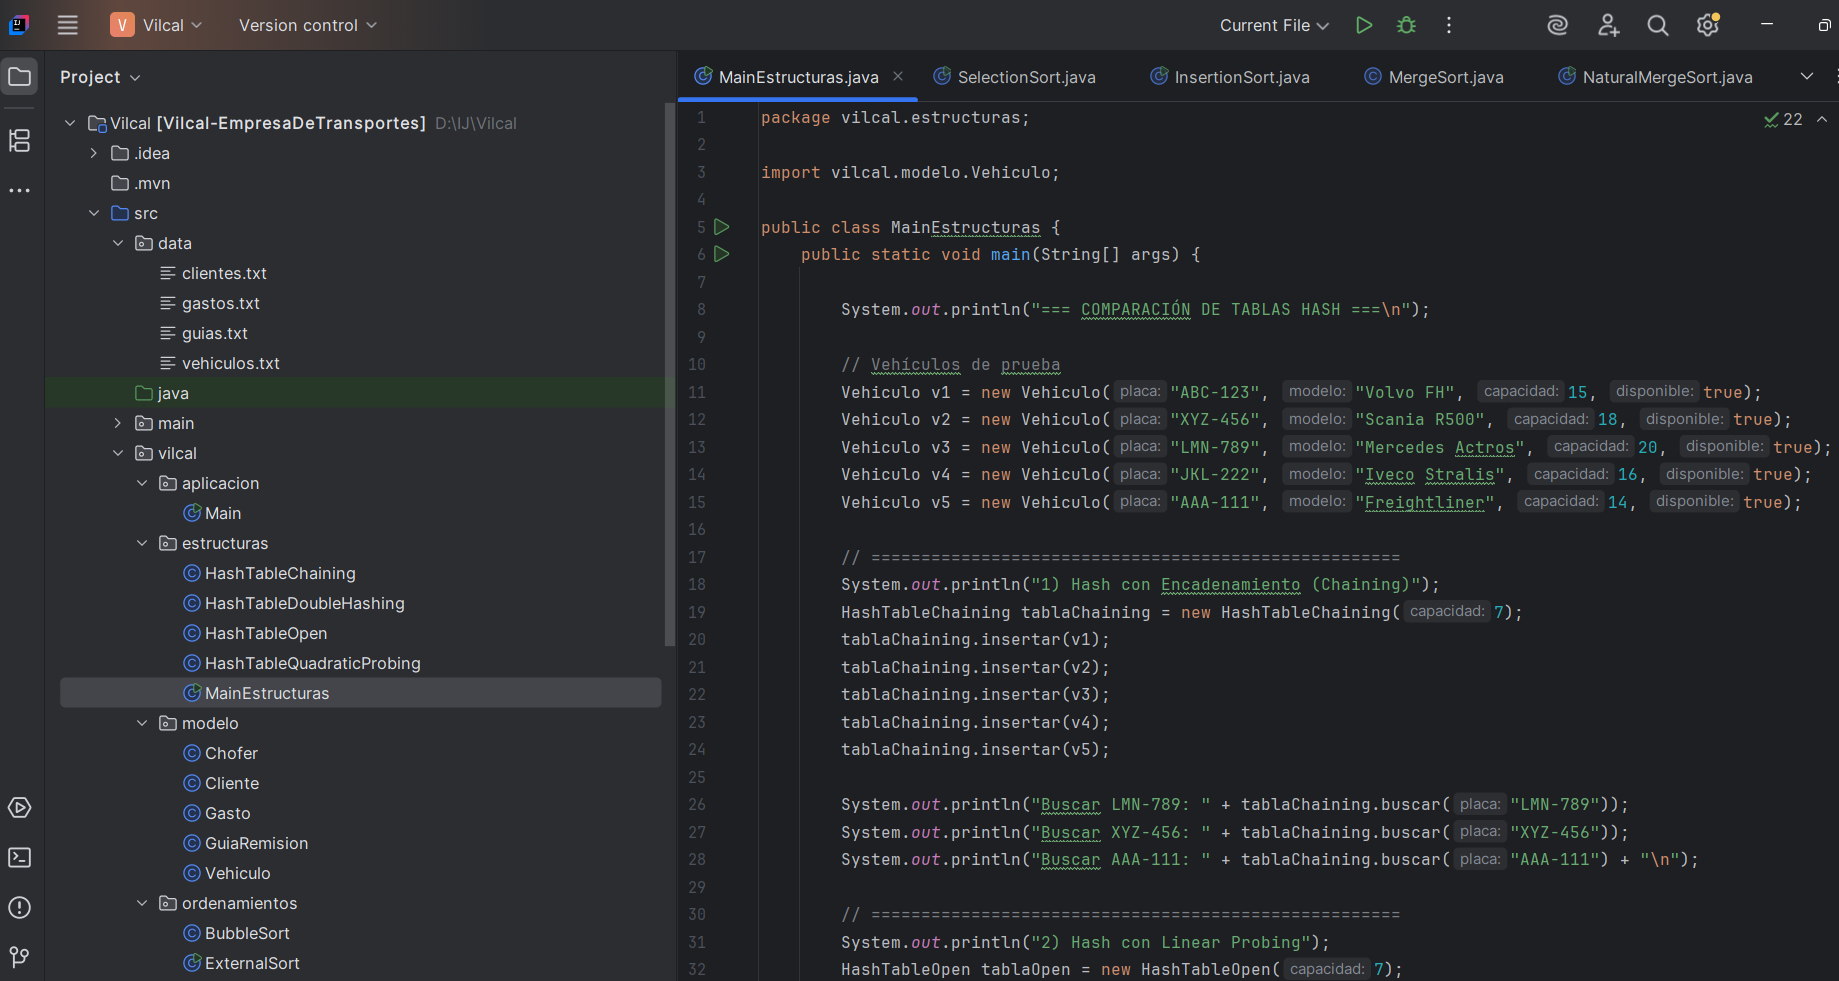 V Vilcal Version control Current File
Project
MainEstructuras.java SelectionSort.java InsertionSort.java MergeSort.java NaturalMergeSort.java
Vilcal [Vilcal-EmpresaDeTransportes] D:\IJ\Vilcal
.idea
.mvn
src
data
clientes.txt
gastos.txt
guias.txt
vehiculos.txt
java
main
vilcal
aplicacion
Main
estructuras
HashTableChaining
HashTableDoubleHashing
HashTableOpen
HashTableQuadraticProbing
MainEstructuras
modelo
Chofer
Cliente
Gasto
GuiaRemision
Vehiculo
ordenamientos
BubbleSort
ExternalSort
22
1 package vilcal.estructuras;
2
3 import vilcal.modelo.Vehiculo;
4
5 public class MainEstructuras {
6 public static void main(String[] args) {
7
8 System.out.println("=== COMPARACIÓN DE TABLAS HASH ===\n");
9
10 // Vehículos de prueba
11 Vehiculo v1 = new Vehiculo( placa: "ABC-123", modelo: "Volvo FH", capacidad: 15, disponible: true);
12 Vehiculo v2 = new Vehiculo( placa: "XYZ-456", modelo: "Scania R500", capacidad: 18, disponible: true);
13 Vehiculo v3 = new Vehiculo( placa: "LMN-789", modelo: "Mercedes Actros", capacidad: 20, disponible: true);
14 Vehiculo v4 = new Vehiculo( placa: "JKL-222", modelo: "Iveco Stralis", capacidad: 16, disponible: true);
15 Vehiculo v5 = new Vehiculo( placa: "AAA-111", modelo: "Freightliner", capacidad: 14, disponible: true);
16
17 // =====================================================
18 System.out.println("1) Hash con Encadenamiento (Chaining)");
19 HashTableChaining tablaChaining = new HashTableChaining( capacidad: 7);
20 tablaChaining.insertar(v1);
21 tablaChaining.insertar(v2);
22 tablaChaining.insertar(v3);
23 tablaChaining.insertar(v4);
24 tablaChaining.insertar(v5);
25
26 System.out.println("Buscar LMN-789: " + tablaChaining.buscar( placa: "LMN-789"));
27 System.out.println("Buscar XYZ-456: " + tablaChaining.buscar( placa: "XYZ-456"));
28 System.out.println("Buscar AAA-111: " + tablaChaining.buscar( placa: "AAA-111") + "\n");
29
30 // =====================================================
31 System.out.println("2) Hash con Linear Probing");
32 HashTableOpen tablaOpen = new HashTableOpen( capacidad: 7);